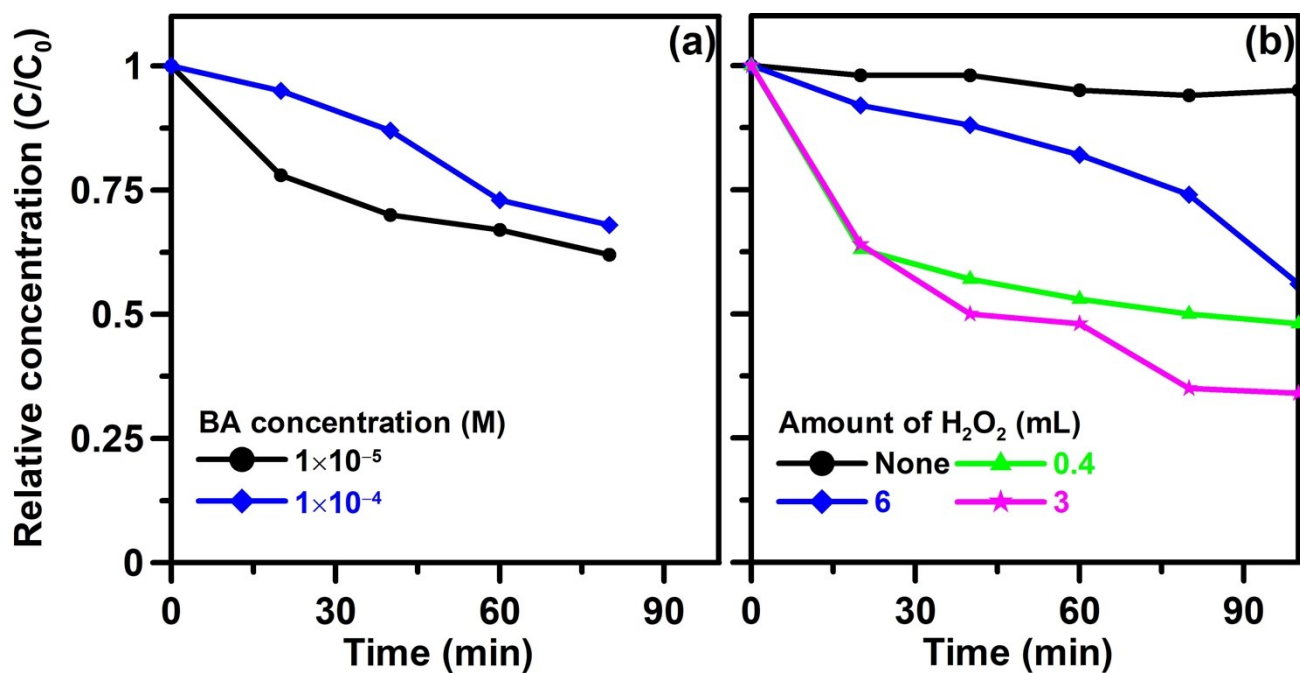 Relative concentration (C/C₀)
1
0.75
0.5
0.25
0
(a)
BA concentration (M)
1×10⁻⁵
1×10⁻⁴
0 30 60 90
Time (min)
(b)
Amount of H₂O₂ (mL)
None 0.4
6 3
0 30 60 90
Time (min)